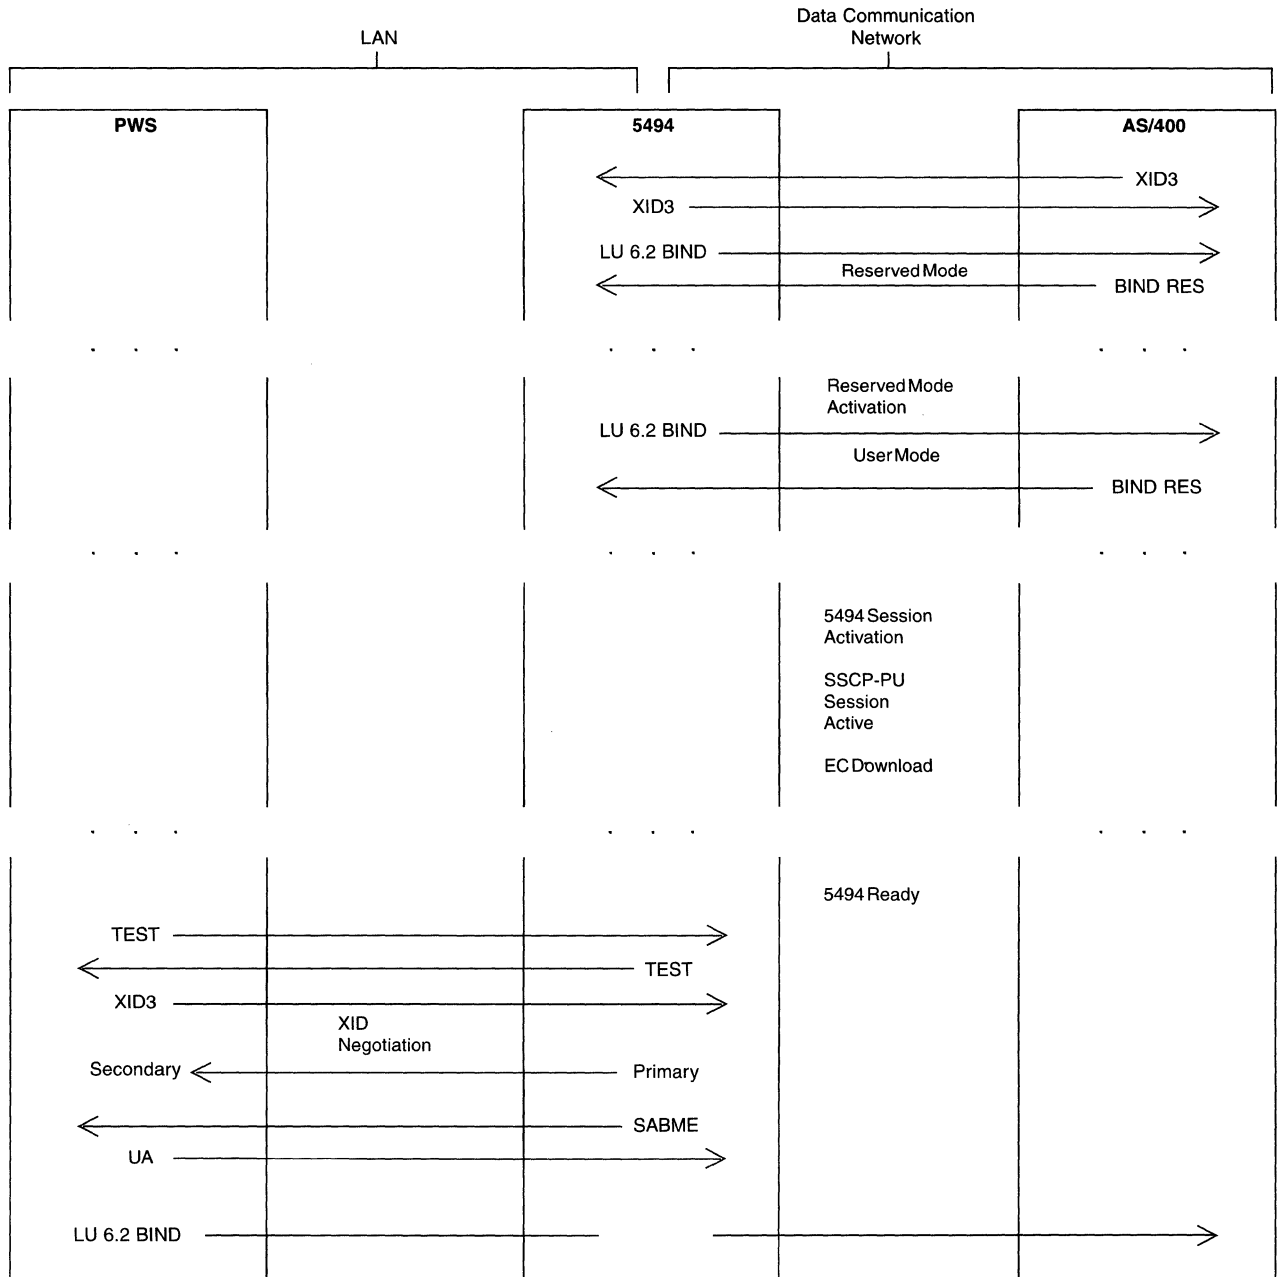 Data Communication
Network
LAN
PWS
5494
AS/400
XID3
XID3
LU 6.2 BIND
Reserved Mode
BIND RES
. . .
. . .
. . .
Reserved Mode
Activation
LU 6.2 BIND
User Mode
BIND RES
. . .
. . .
. . .
5494 Session
Activation
SSCP-PU
Session
Active
EC Download
. . .
. . .
. . .
5494 Ready
TEST
TEST
XID3
XID
Negotiation
Secondary
Primary
SABME
UA
LU 6.2 BIND